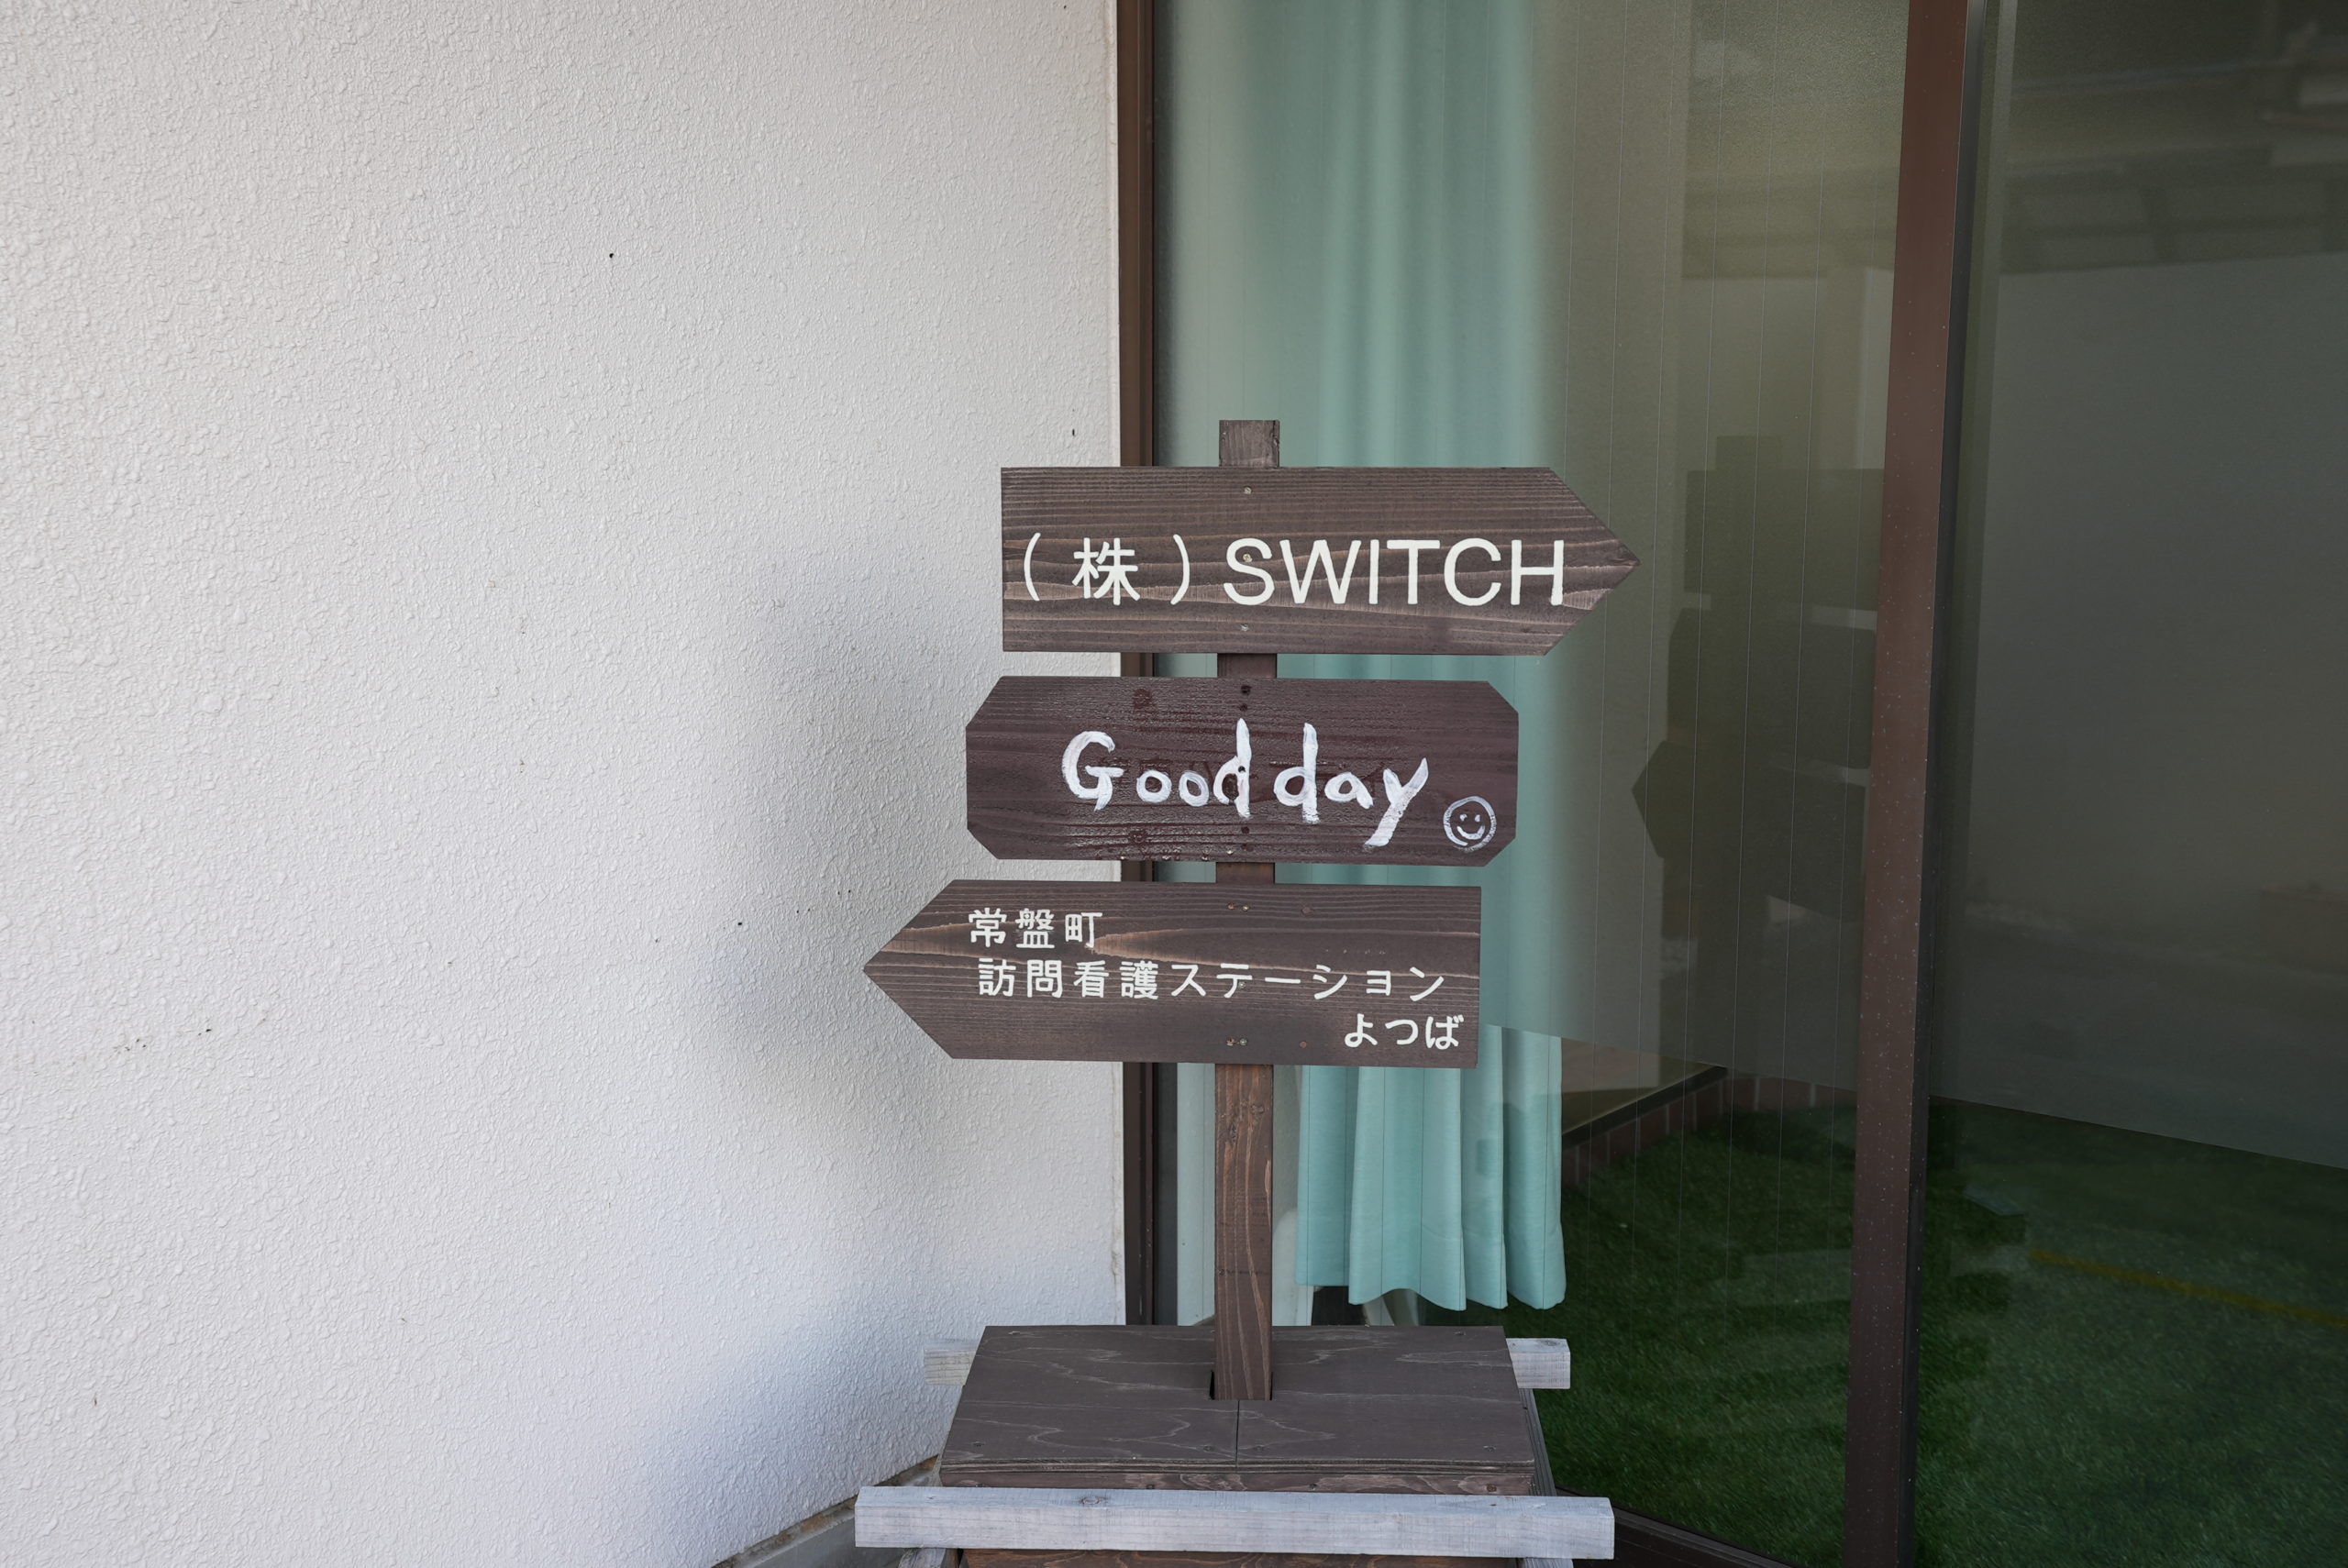 （株）SWITCH
Good day
常盤町
訪問看護ステーション
よつば